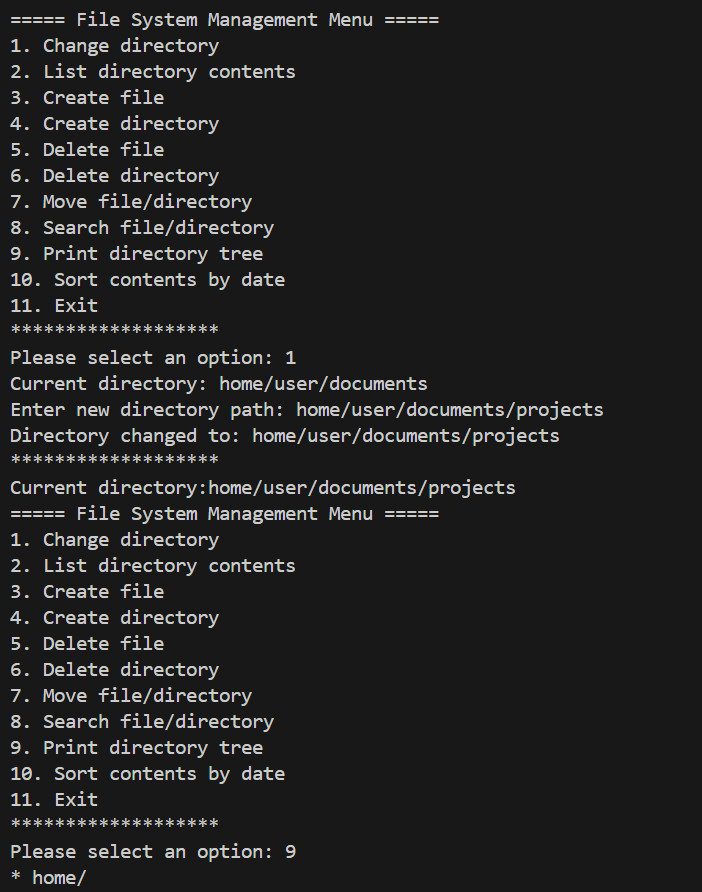 ===== File System Management Menu =====
1. Change directory
2. List directory contents
3. Create file
4. Create directory
5. Delete file
6. Delete directory
7. Move file/directory
8. Search file/directory
9. Print directory tree
10. Sort contents by date
11. Exit
*******************
Please select an option: 1
Current directory: home/user/documents
Enter new directory path: home/user/documents/projects
Directory changed to: home/user/documents/projects
*******************
Current directory:home/user/documents/projects
===== File System Management Menu =====
1. Change directory
2. List directory contents
3. Create file
4. Create directory
5. Delete file
6. Delete directory
7. Move file/directory
8. Search file/directory
9. Print directory tree
10. Sort contents by date
11. Exit
*******************
Please select an option: 9
* home/